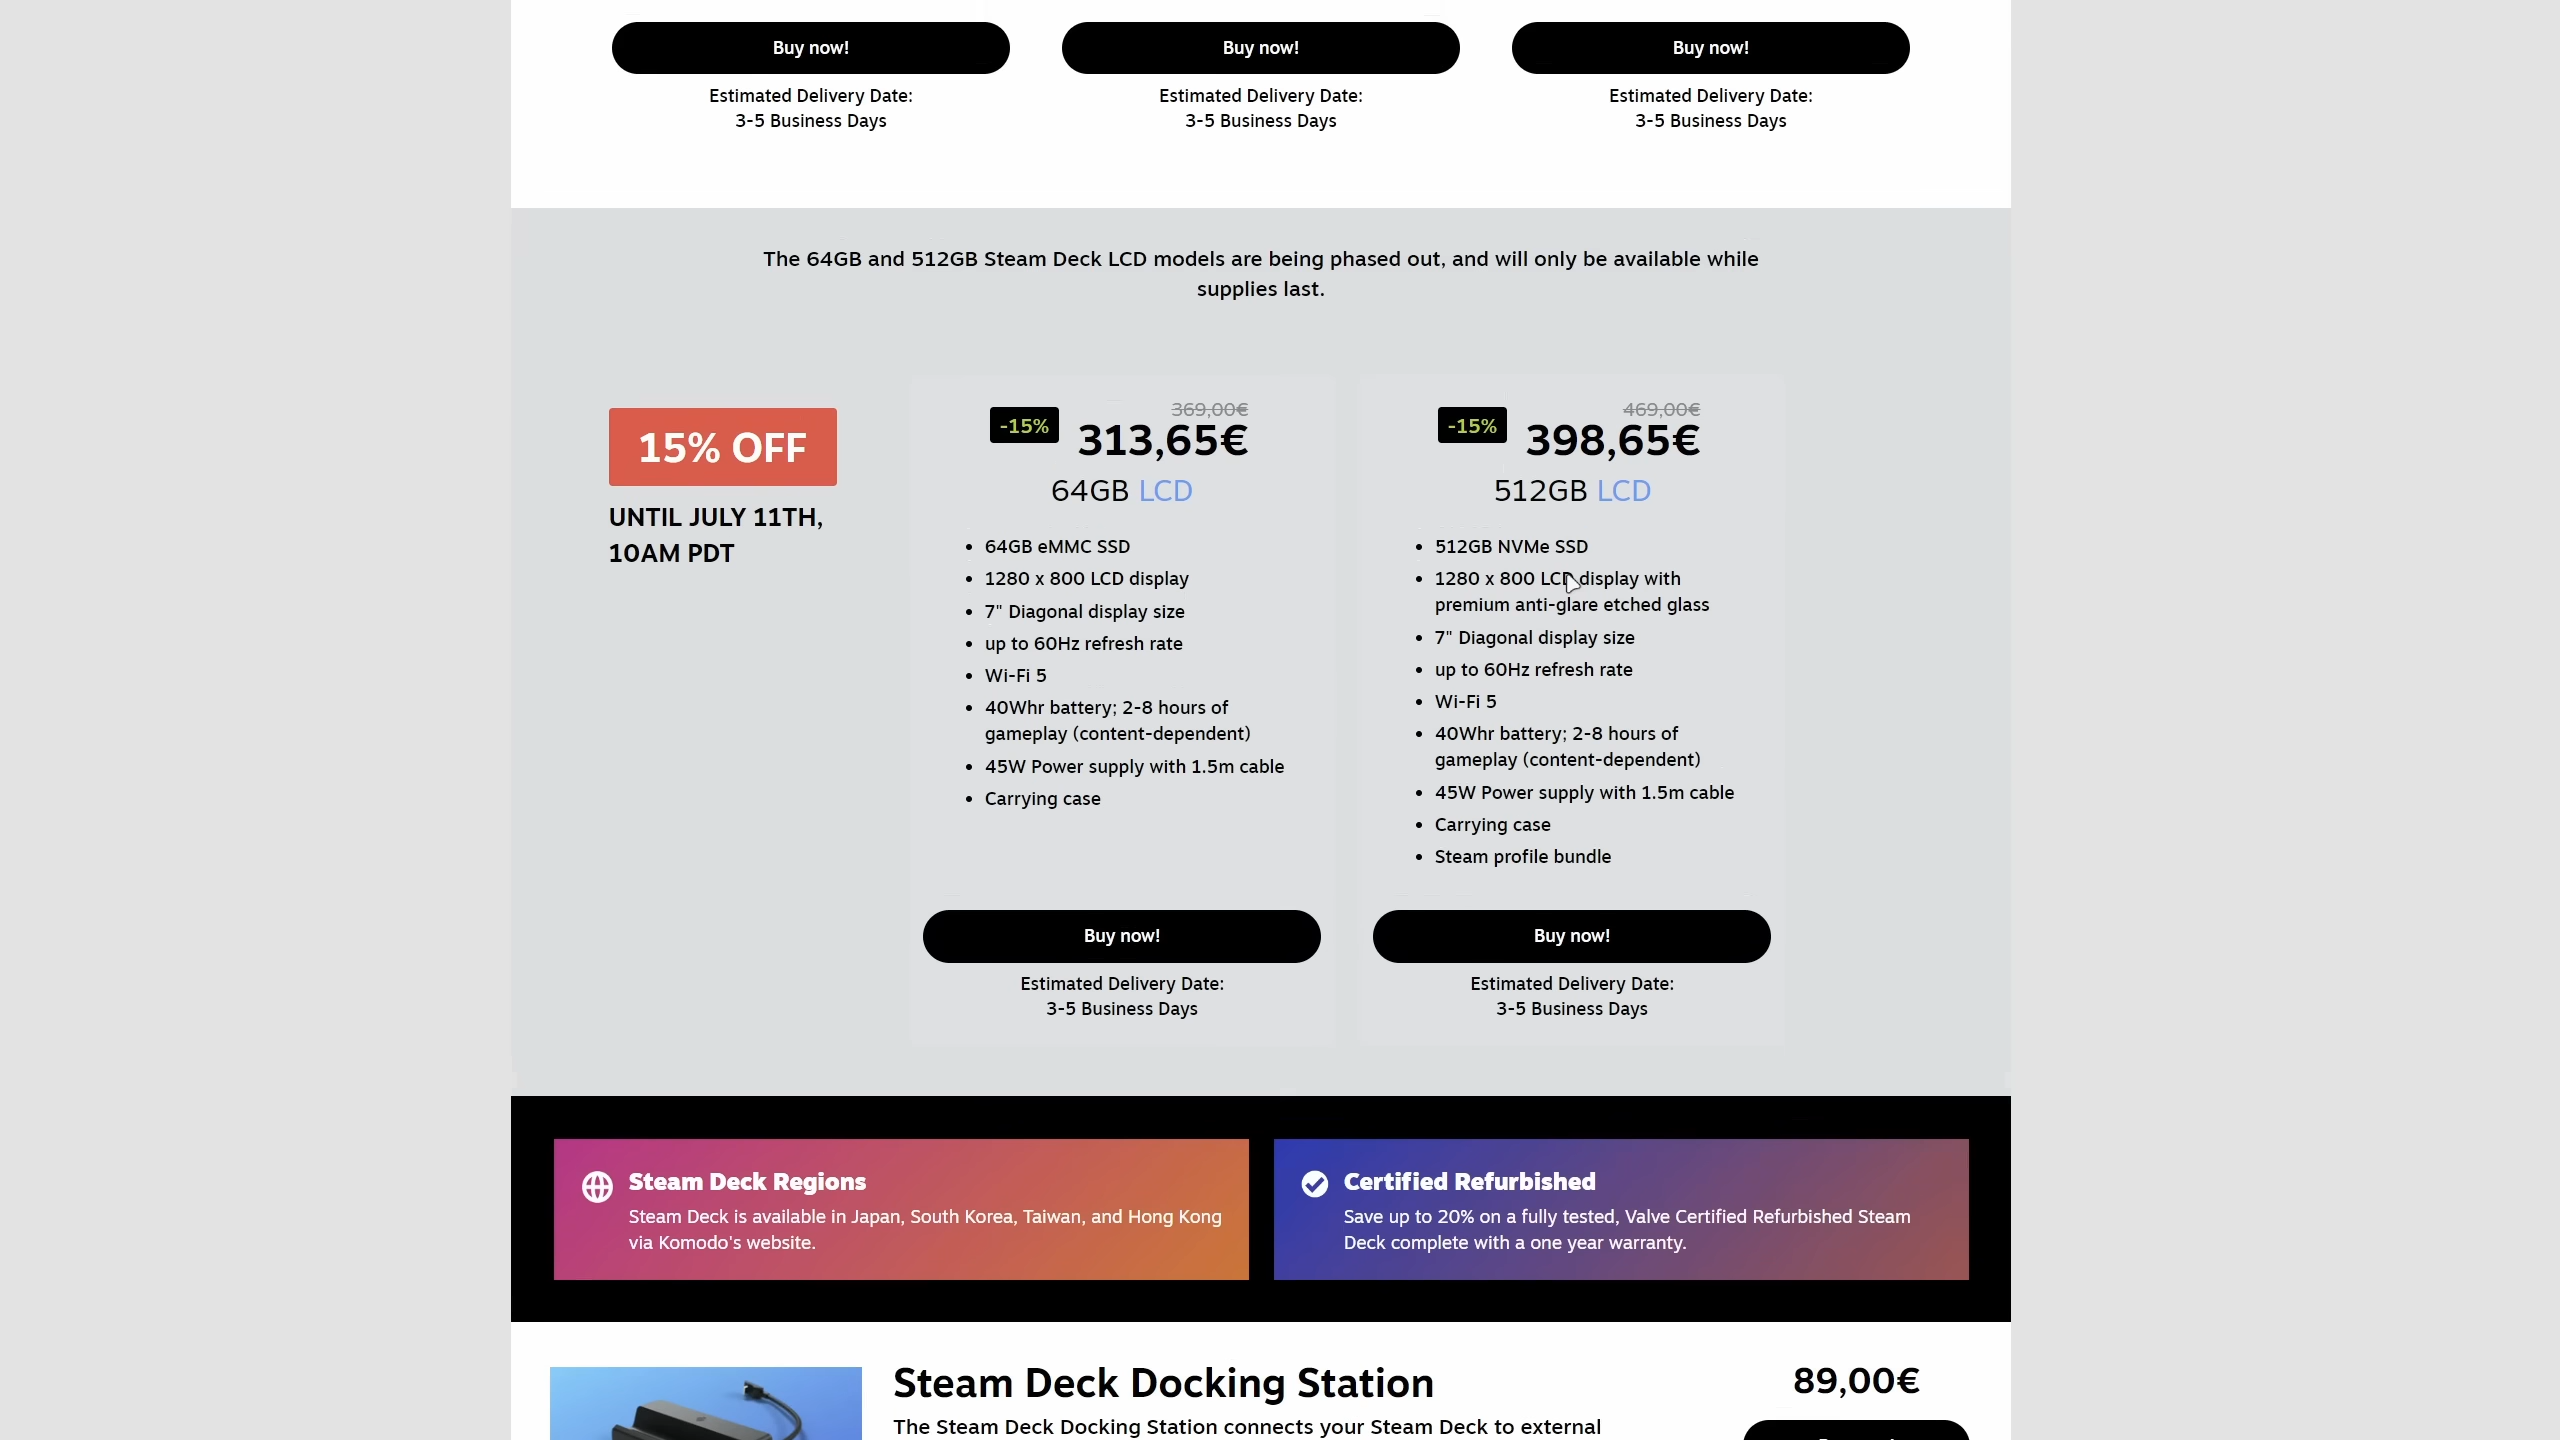 Buy now!
Buy now!
Buy now!
Estimated Delivery Date:
3-5 Business Days
Estimated Delivery Date:
3-5 Business Days
Estimated Delivery Date:
3-5 Business Days
The 64GB and 512GB Steam Deck LCD models are being phased out, and will only be available while
supplies last.
15% OFF
UNTIL JULY 11TH,
10AM PDT
-15%
369,00€
313,65€
64GB LCD
• 64GB eMMC SSD
• 1280 x 800 LCD display
• 7" Diagonal display size
• up to 60Hz refresh rate
• Wi-Fi 5
• 40Whr battery; 2-8 hours of
gameplay (content-dependent)
• 45W Power supply with 1.5m cable
• Carrying case
Buy now!
Estimated Delivery Date:
3-5 Business Days
-15%
469,00€
398,65€
512GB LCD
• 512GB NVMe SSD
• 1280 x 800 LCD display with
premium anti-glare etched glass
• 7" Diagonal display size
• up to 60Hz refresh rate
• Wi-Fi 5
• 40Whr battery; 2-8 hours of
gameplay (content-dependent)
• 45W Power supply with 1.5m cable
• Carrying case
• Steam profile bundle
Buy now!
Estimated Delivery Date:
3-5 Business Days
Steam Deck Regions
Steam Deck is available in Japan, South Korea, Taiwan, and Hong Kong
via Komodo's website.
Certified Refurbished
Save up to 20% on a fully tested, Valve Certified Refurbished Steam
Deck complete with a one year warranty.
Steam Deck Docking Station
89,00€
The Steam Deck Docking Station connects your Steam Deck to external